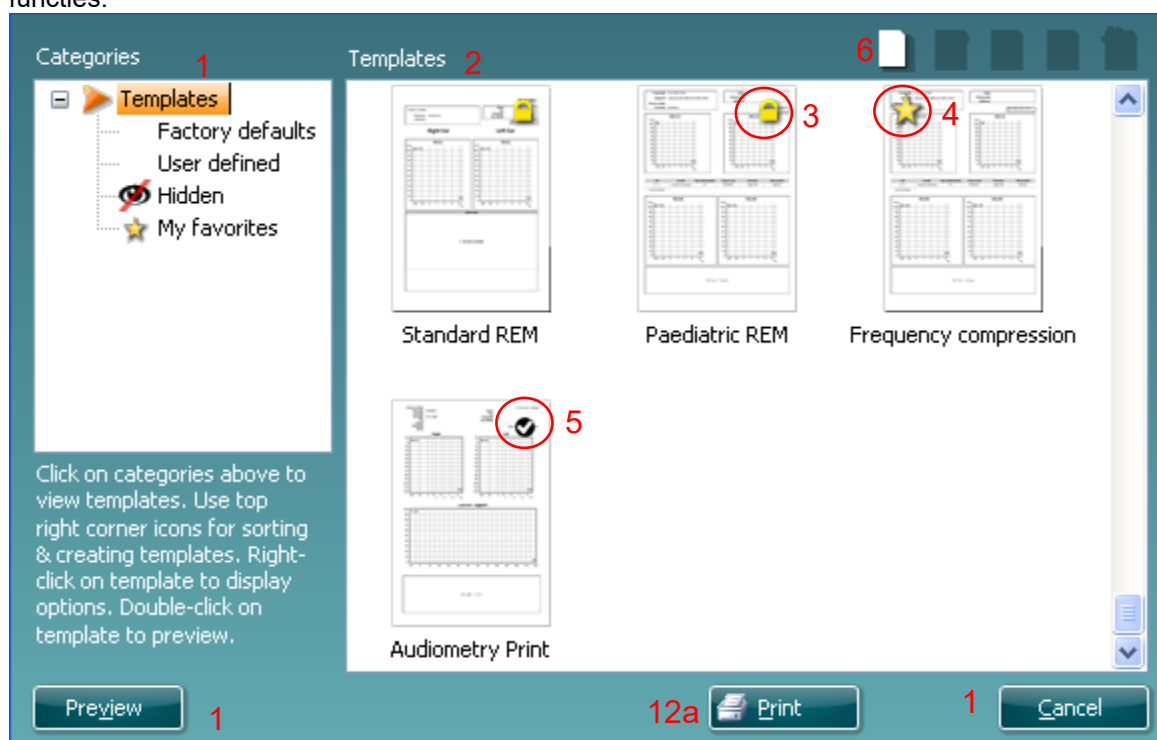 functies.
Categories 1
Templates 2
6
Templates
Factory defaults
User defined
Hidden
My favorites
3
4
Standard REM
Paediatric REM
Frequency compression
5
Audiometry Print
Click on categories above to
view templates. Use top
right corner icons for sorting
& creating templates. Right-
click on template to display
options. Double-click on
template to preview.
Preview 1
12a Print
1 Cancel